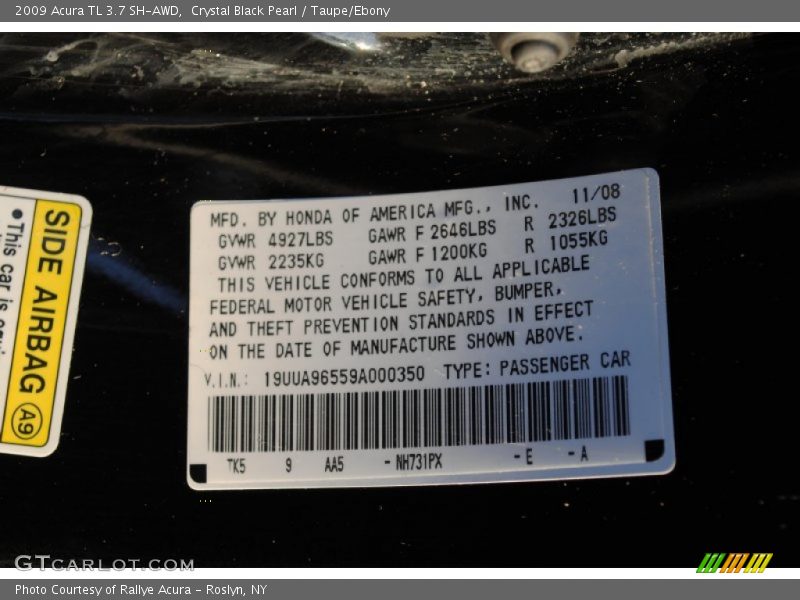 2009 Acura TL 3.7 SH-AWD, Crystal Black Pearl / Taupe/Ebony
MFD. BY HONDA OF AMERICA MFG., INC. 11/08
GVWR 4927LBS GAWR F 2646LBS R 2326LBS
GVWR 2235KG GAWR F 1200KG R 1055KG
THIS VEHICLE CONFORMS TO ALL APPLICABLE
FEDERAL MOTOR VEHICLE SAFETY, BUMPER,
AND THEFT PREVENTION STANDARDS IN EFFECT
ON THE DATE OF MANUFACTURE SHOWN ABOVE.
V.I.N.: 19UUA96559A000350 TYPE: PASSENGER CAR
TK5 9 AA5 -NH731PX -E -A
SIDE AIRBAG A9
•This car is
GTCARLOT.COM
Photo Courtesy of Rallye Acura - Roslyn, NY